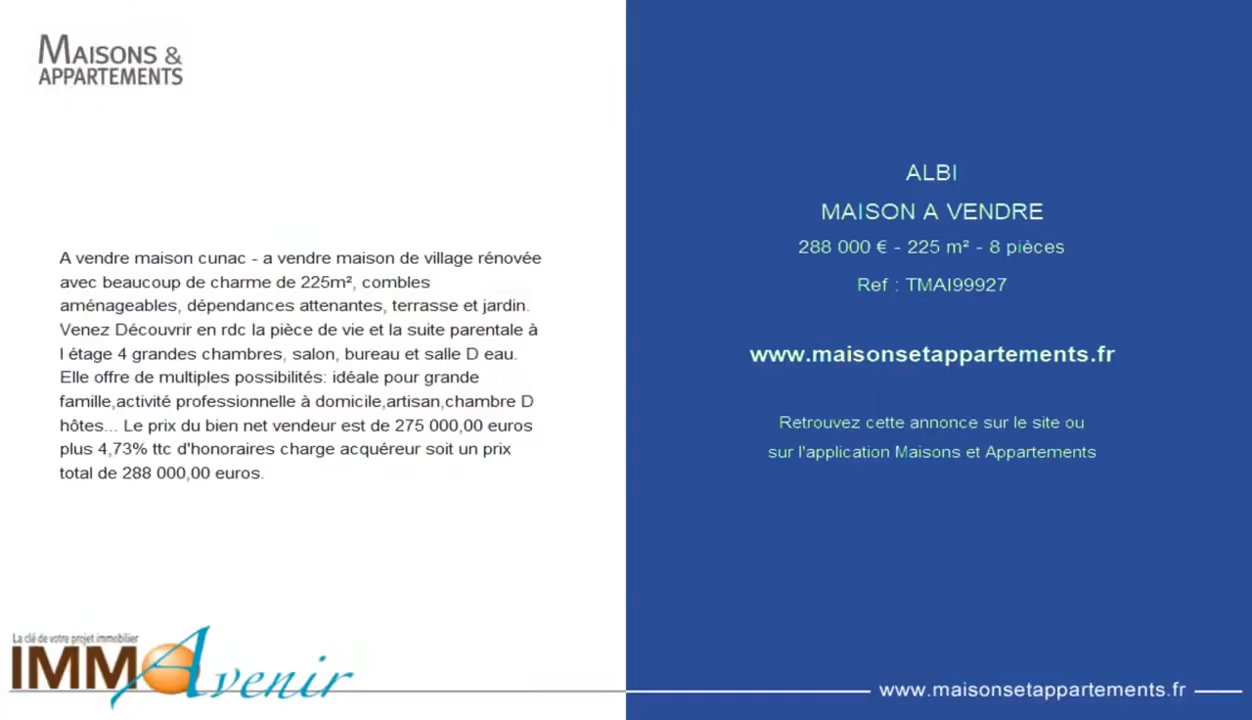 MAISONS &
APPARTEMENTS
A vendre maison cunac - a vendre maison de village rénovée
avec beaucoup de charme de 225m², combles
aménageables, dépendances attenantes, terrasse et jardin.
Venez Découvrir en rdc la pièce de vie et la suite parentale à
l étage 4 grandes chambres, salon, bureau et salle D eau.
Elle offre de multiples possibilités: idéale pour grande
famille,activité professionnelle à domicile,artisan,chambre D
hôtes... Le prix du bien net vendeur est de 275 000,00 euros
plus 4,73% ttc d'honoraires charge acquéreur soit un prix
total de 288 000,00 euros.
La clé de votre projet immobilier
IMMO Avenir
ALBI
MAISON A VENDRE
288 000 € - 225 m² - 8 pièces
Ref : TMAI99927
www.maisonsetappartements.fr
Retrouvez cette annonce sur le site ou
sur l'application Maisons et Appartements
www.maisonsetappartements.fr